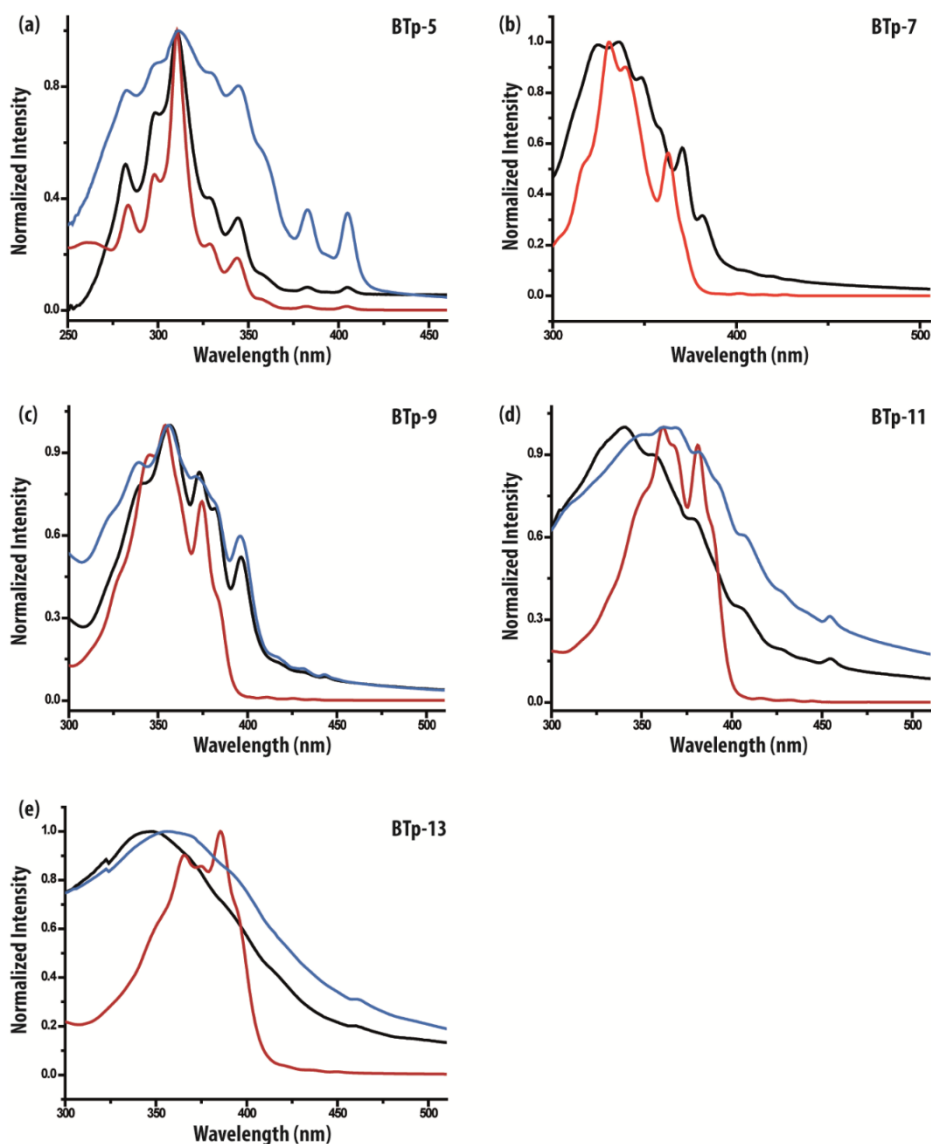 (a)
BTp-5
Normalized Intensity
0.8
0.4
0.0
250 300 350 400 450
Wavelength (nm)
(b)
BTp-7
Normalized Intensity
1.0
0.8
0.6
0.4
0.2
0.0
300 400 500
Wavelength (nm)
(c)
BTp-9
Normalized Intensity
0.9
0.6
0.3
0.0
300 350 400 450 500
Wavelength (nm)
(d)
BTp-11
Normalized Intensity
0.9
0.6
0.3
0.0
300 350 400 450 500
Wavelength (nm)
(e)
BTp-13
Normalized Intensity
1.0
0.8
0.6
0.4
0.2
0.0
300 350 400 450 500
Wavelength (nm)